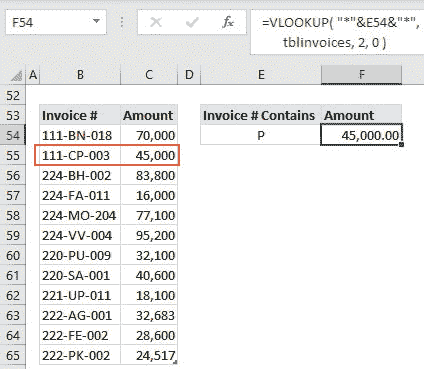 F54
fx
=VLOOKUP( "*"&E54&"*",
tblinvoices, 2, 0 )
A B C D E F
52
53 Invoice # Amount Invoice # Contains Amount
54 111-BN-018 70,000 P 45,000.00
55 111-CP-003 45,000
56 224-BH-002 83,800
57 224-FA-011 16,000
58 224-MO-204 77,100
59 224-VV-004 95,200
60 220-PU-009 32,100
61 220-SA-001 40,600
62 221-UP-011 18,100
63 222-AG-001 32,683
64 222-FE-002 28,600
65 222-PK-002 24,517